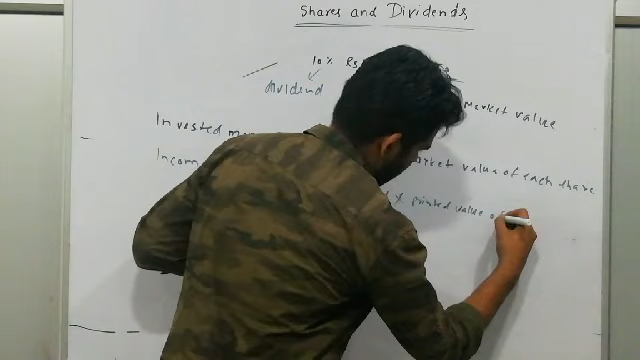 Shares and Dividends
10% Rs
dividend
Market value
Invested
market value of each share
Incom
% printed value